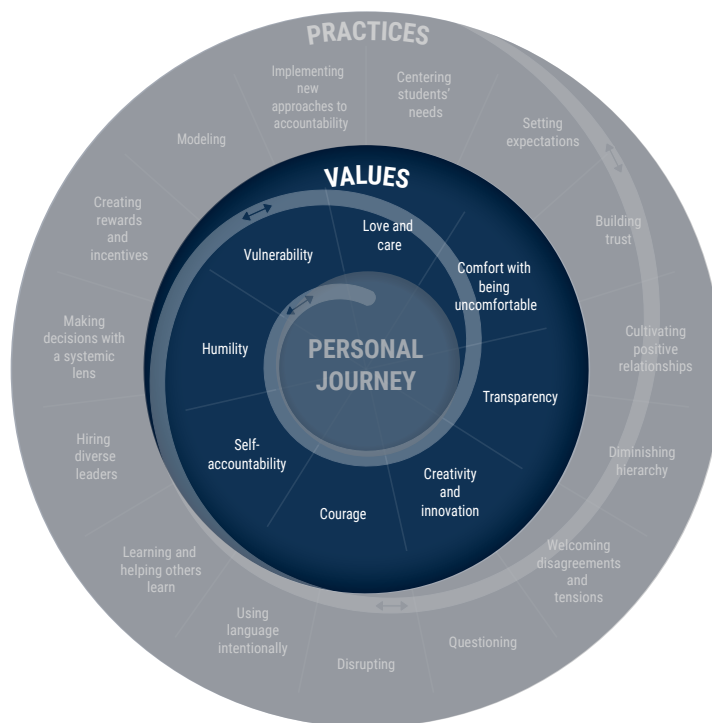 PRACTICES
Implementing
new
approaches to
accountability
Centering
students'
needs
Setting
expectations
Building
trust
Cultivating
positive
relationships
Diminishing
hierarchy
Welcoming
disagreements
and
tensions
Questioning
Disrupting
Using
language
intentionally
Learning and
helping others
learn
Hiring
diverse
leaders
Making
decisions with
a systemic
lens
Creating
rewards
and
incentives
Modeling
VALUES
Love and
care
Comfort with
being
uncomfortable
Transparency
Creativity
and
innovation
Courage
Self-
accountability
Humility
Vulnerability
PERSONAL
JOURNEY